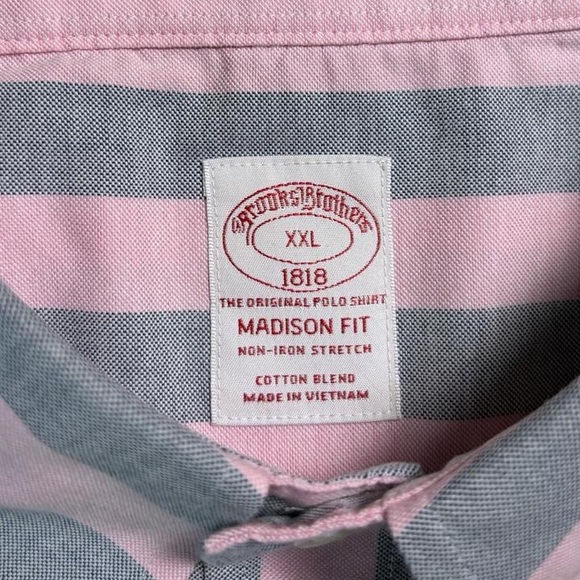 Brooks Brothers
XXL
1818
THE ORIGINAL POLO SHIRT
MADISON FIT
NON-IRON STRETCH
COTTON BLEND
MADE IN VIETNAM